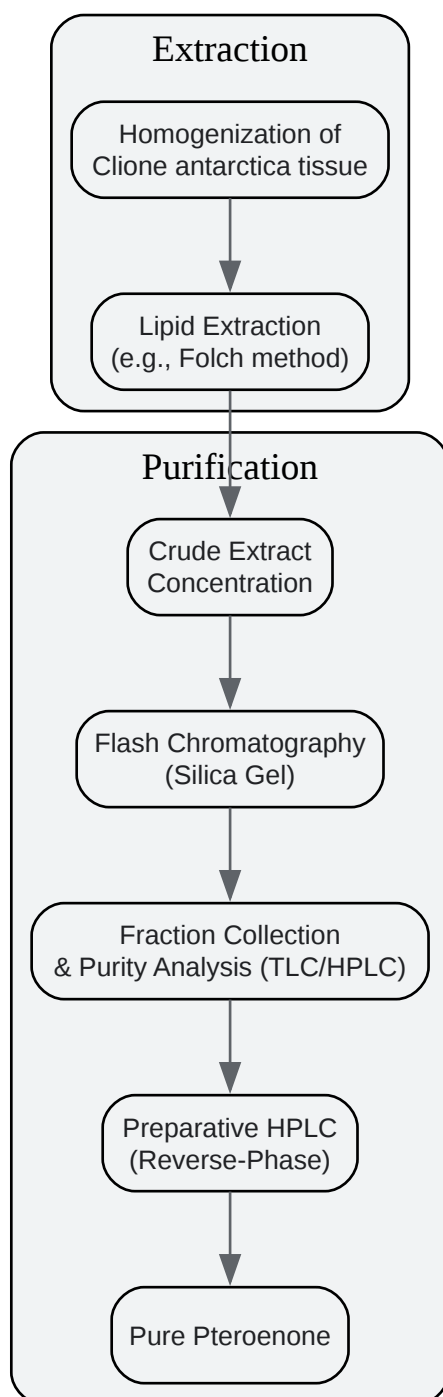 Extraction
Homogenization of
Clione antarctica tissue
Lipid Extraction
(e.g., Folch method)
Purification
Crude Extract
Concentration
Flash Chromatography
(Silica Gel)
Fraction Collection
& Purity Analysis (TLC/HPLC)
Preparative HPLC
(Reverse-Phase)
Pure Pteroenone